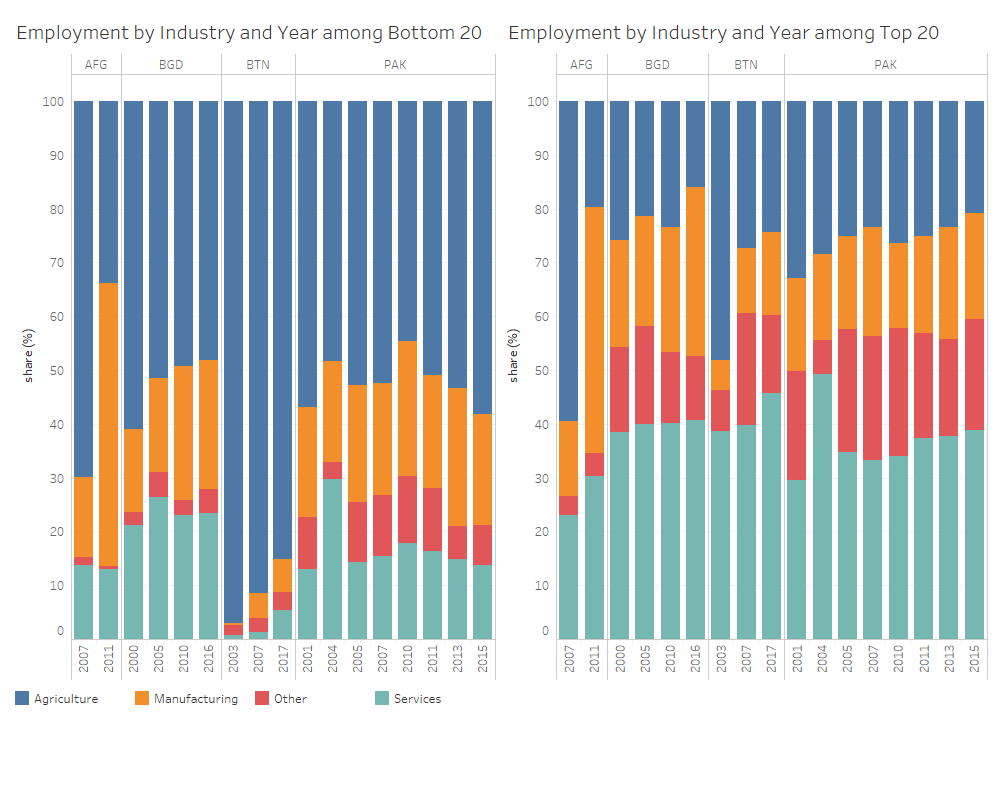 Employment by Industry and Year among Bottom 20
AFG BGD BTN PAK
100
90
80
70
60
50
40
30
20
10
0
share (%)
2007 2011 2000 2005 2010 2016 2003 2007 2017 2001 2004 2005 2007 2010 2011 2013 2015
Employment by Industry and Year among Top 20
AFG BGD BTN PAK
100
90
80
70
60
50
40
30
20
10
0
share (%)
2007 2011 2000 2005 2010 2016 2003 2007 2017 2001 2004 2005 2007 2010 2011 2013 2015
Agriculture Manufacturing Other Services